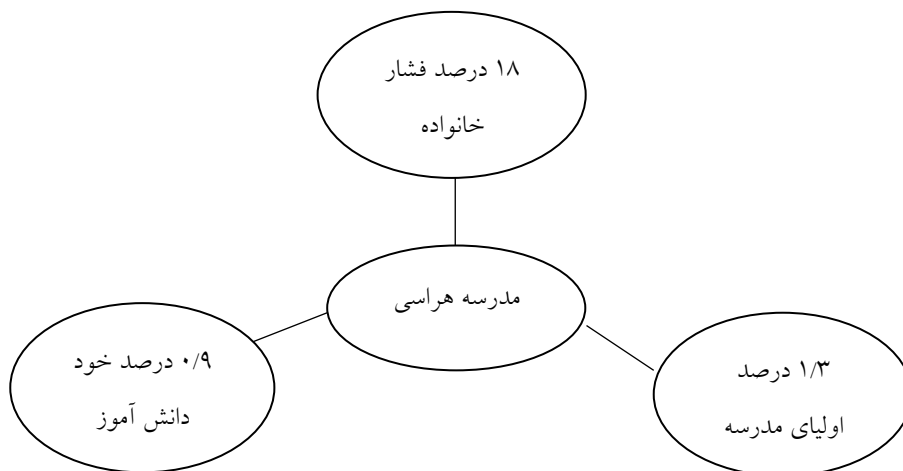 ۱۸ درصد فشار
خانواده
مدرسه هراسی
۱/۳ درصد
اولیای مدرسه
۰/۹ درصد خود
دانش آموز